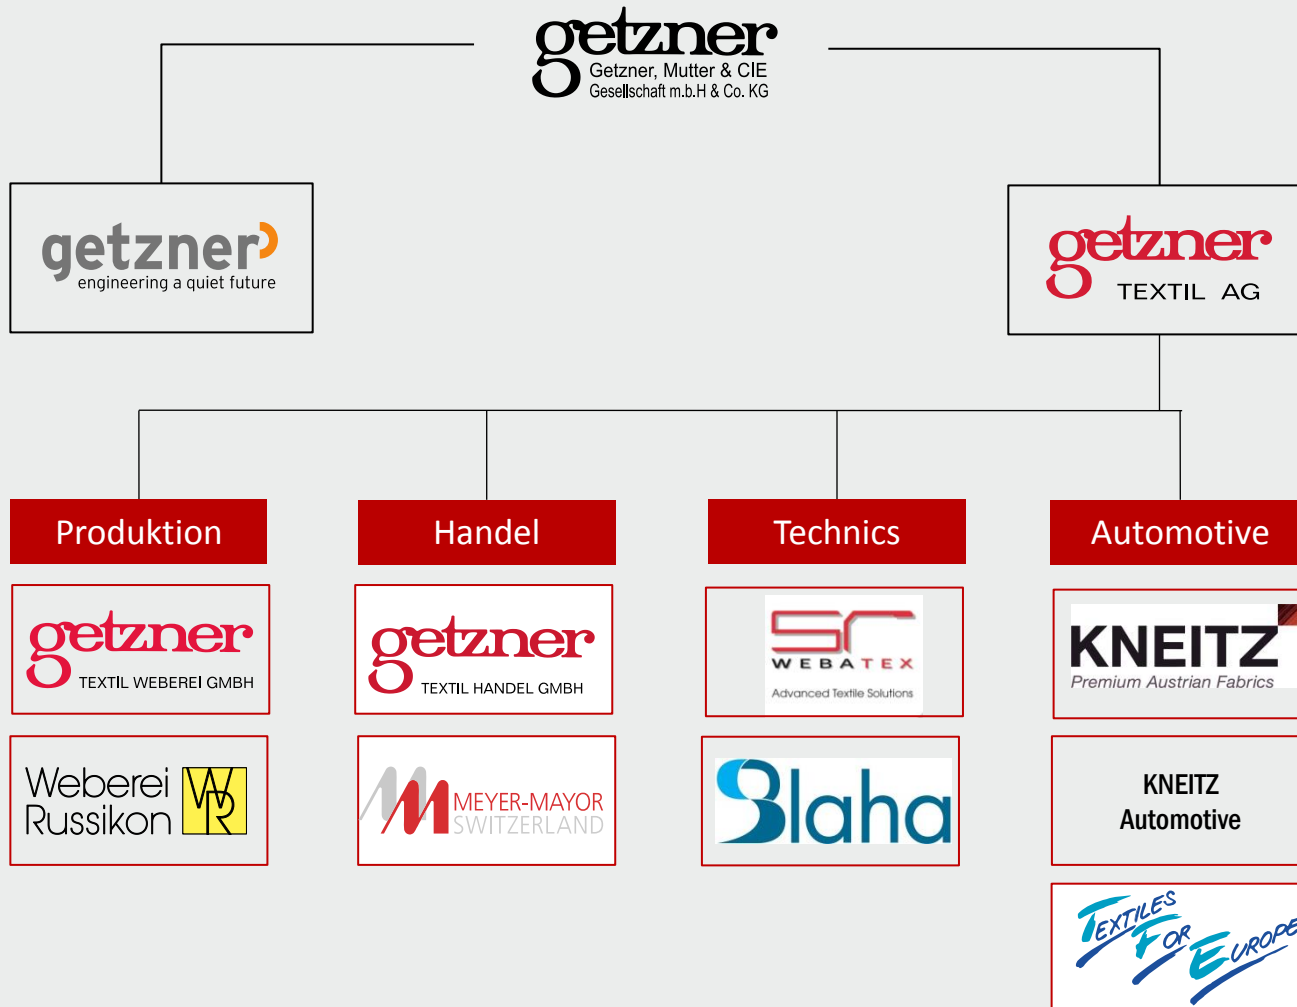 getzner
Getzner, Mutter & CIE
Gesellschaft m.b.H & Co. KG
getzner
engineering a quiet future
getzner
TEXTIL AG
Produktion
Handel
Technics
Automotive
getzner
TEXTIL WEBEREI GMBH
getzner
TEXTIL HANDEL GMBH
sr
WEBATEX
Advanced Textile Solutions
KNEITZ
Premium Austrian Fabrics
Weberei
Russikon
WR
MEYER-MAYOR
SWITZERLAND
Blaha
KNEITZ
Automotive
TEXTILES
FOR
EUROPE